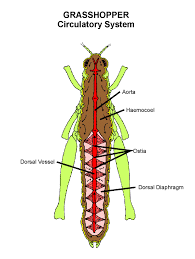 GRASSHOPPER
Circulatory System
Aorta
Haemocoel
Ostia
Dorsal Vessel
Dorsal Diaphragm